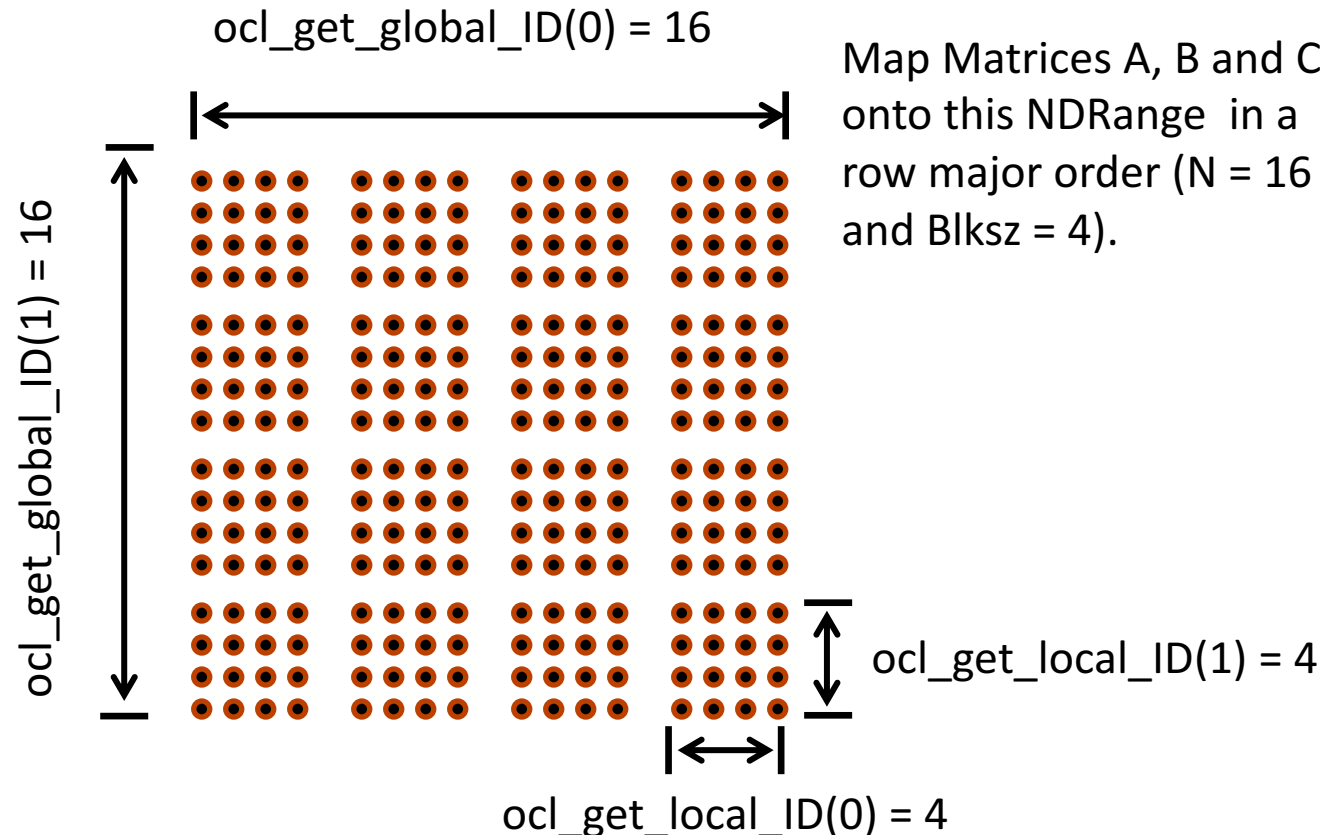 ocl_get_global_ID(0) = 16
Map Matrices A, B and C
onto this NDRange in a
row major order (N = 16
and Blksz = 4).
ocl_get_global_ID(1) = 16
ocl_get_local_ID(1) = 4
ocl_get_local_ID(0) = 4